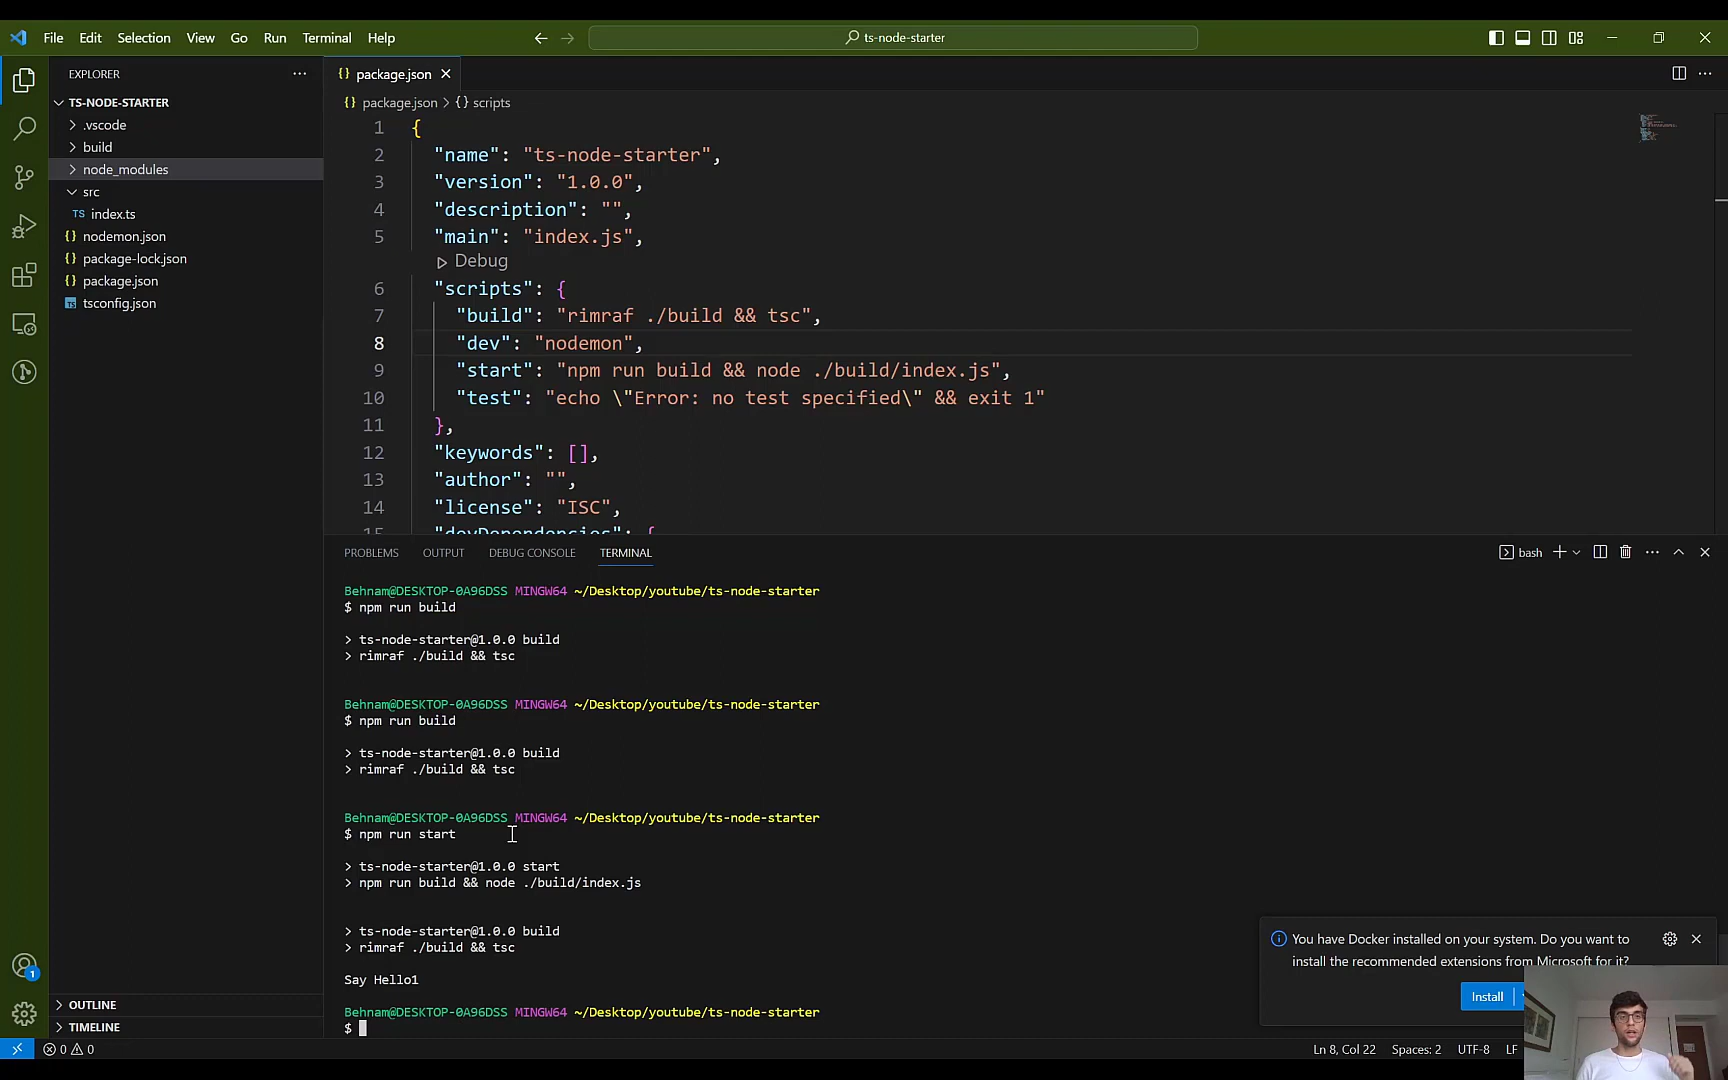 File Edit Selection View Go Run Terminal Help
ts-node-starter
EXPLORER
TS-NODE-STARTER
.vscode
build
node_modules
src
TS index.ts
{} nodemon.json
{} package-lock.json
{} package.json
TS tsconfig.json
OUTLINE
TIMELINE
{} package.json
{} package.json > {} scripts
1 {
2 "name": "ts-node-starter",
3 "version": "1.0.0",
4 "description": "",
5 "main": "index.js",
Debug
6 "scripts": {
7 "build": "rimraf ./build && tsc",
8 "dev": "nodemon",
9 "start": "npm run build && node ./build/index.js",
10 "test": "echo \"Error: no test specified\" && exit 1"
11 },
12 "keywords": [],
13 "author": "",
14 "license": "ISC",
15 "devDependencies": {
PROBLEMS OUTPUT DEBUG CONSOLE TERMINAL
bash
Behnam@DESKTOP-0A96DSS MINGW64 ~/Desktop/youtube/ts-node-starter
$ npm run build
> ts-node-starter@1.0.0 build
> rimraf ./build && tsc
Behnam@DESKTOP-0A96DSS MINGW64 ~/Desktop/youtube/ts-node-starter
$ npm run build
> ts-node-starter@1.0.0 build
> rimraf ./build && tsc
Behnam@DESKTOP-0A96DSS MINGW64 ~/Desktop/youtube/ts-node-starter
$ npm run start
> ts-node-starter@1.0.0 start
> npm run build && node ./build/index.js
> ts-node-starter@1.0.0 build
> rimraf ./build && tsc
Say Hello1
Behnam@DESKTOP-0A96DSS MINGW64 ~/Desktop/youtube/ts-node-starter
$
You have Docker installed on your system. Do you want to
install the recommended extensions from Microsoft for it?
Install
1
0 0
Ln 8, Col 22 Spaces: 2 UTF-8 LF